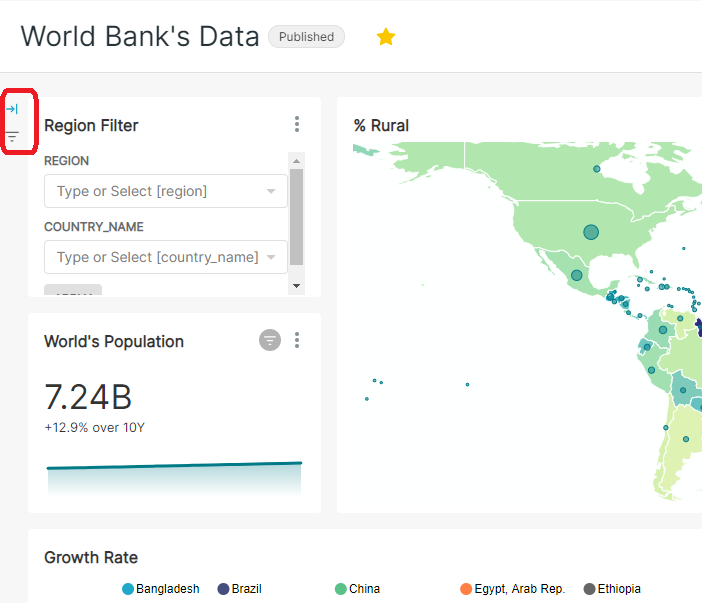 World Bank's Data Published
Region Filter
REGION
Type or Select [region]
COUNTRY_NAME
Type or Select [country_name]
World's Population
7.24B
+12.9% over 10Y
% Rural
Growth Rate
Bangladesh Brazil China Egypt, Arab Rep. Ethiopia